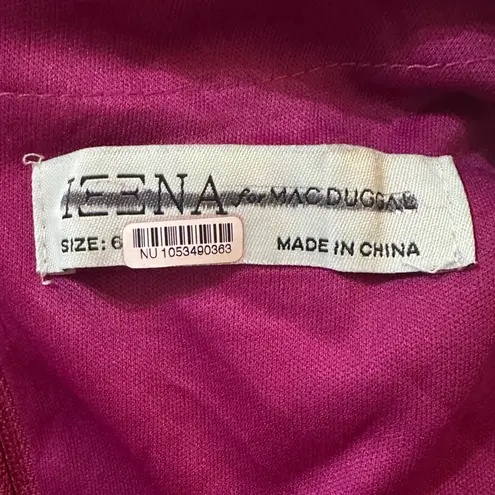 IEENA for MAC DUGGAL
SIZE: 6
NU 1053490363
MADE IN CHINA